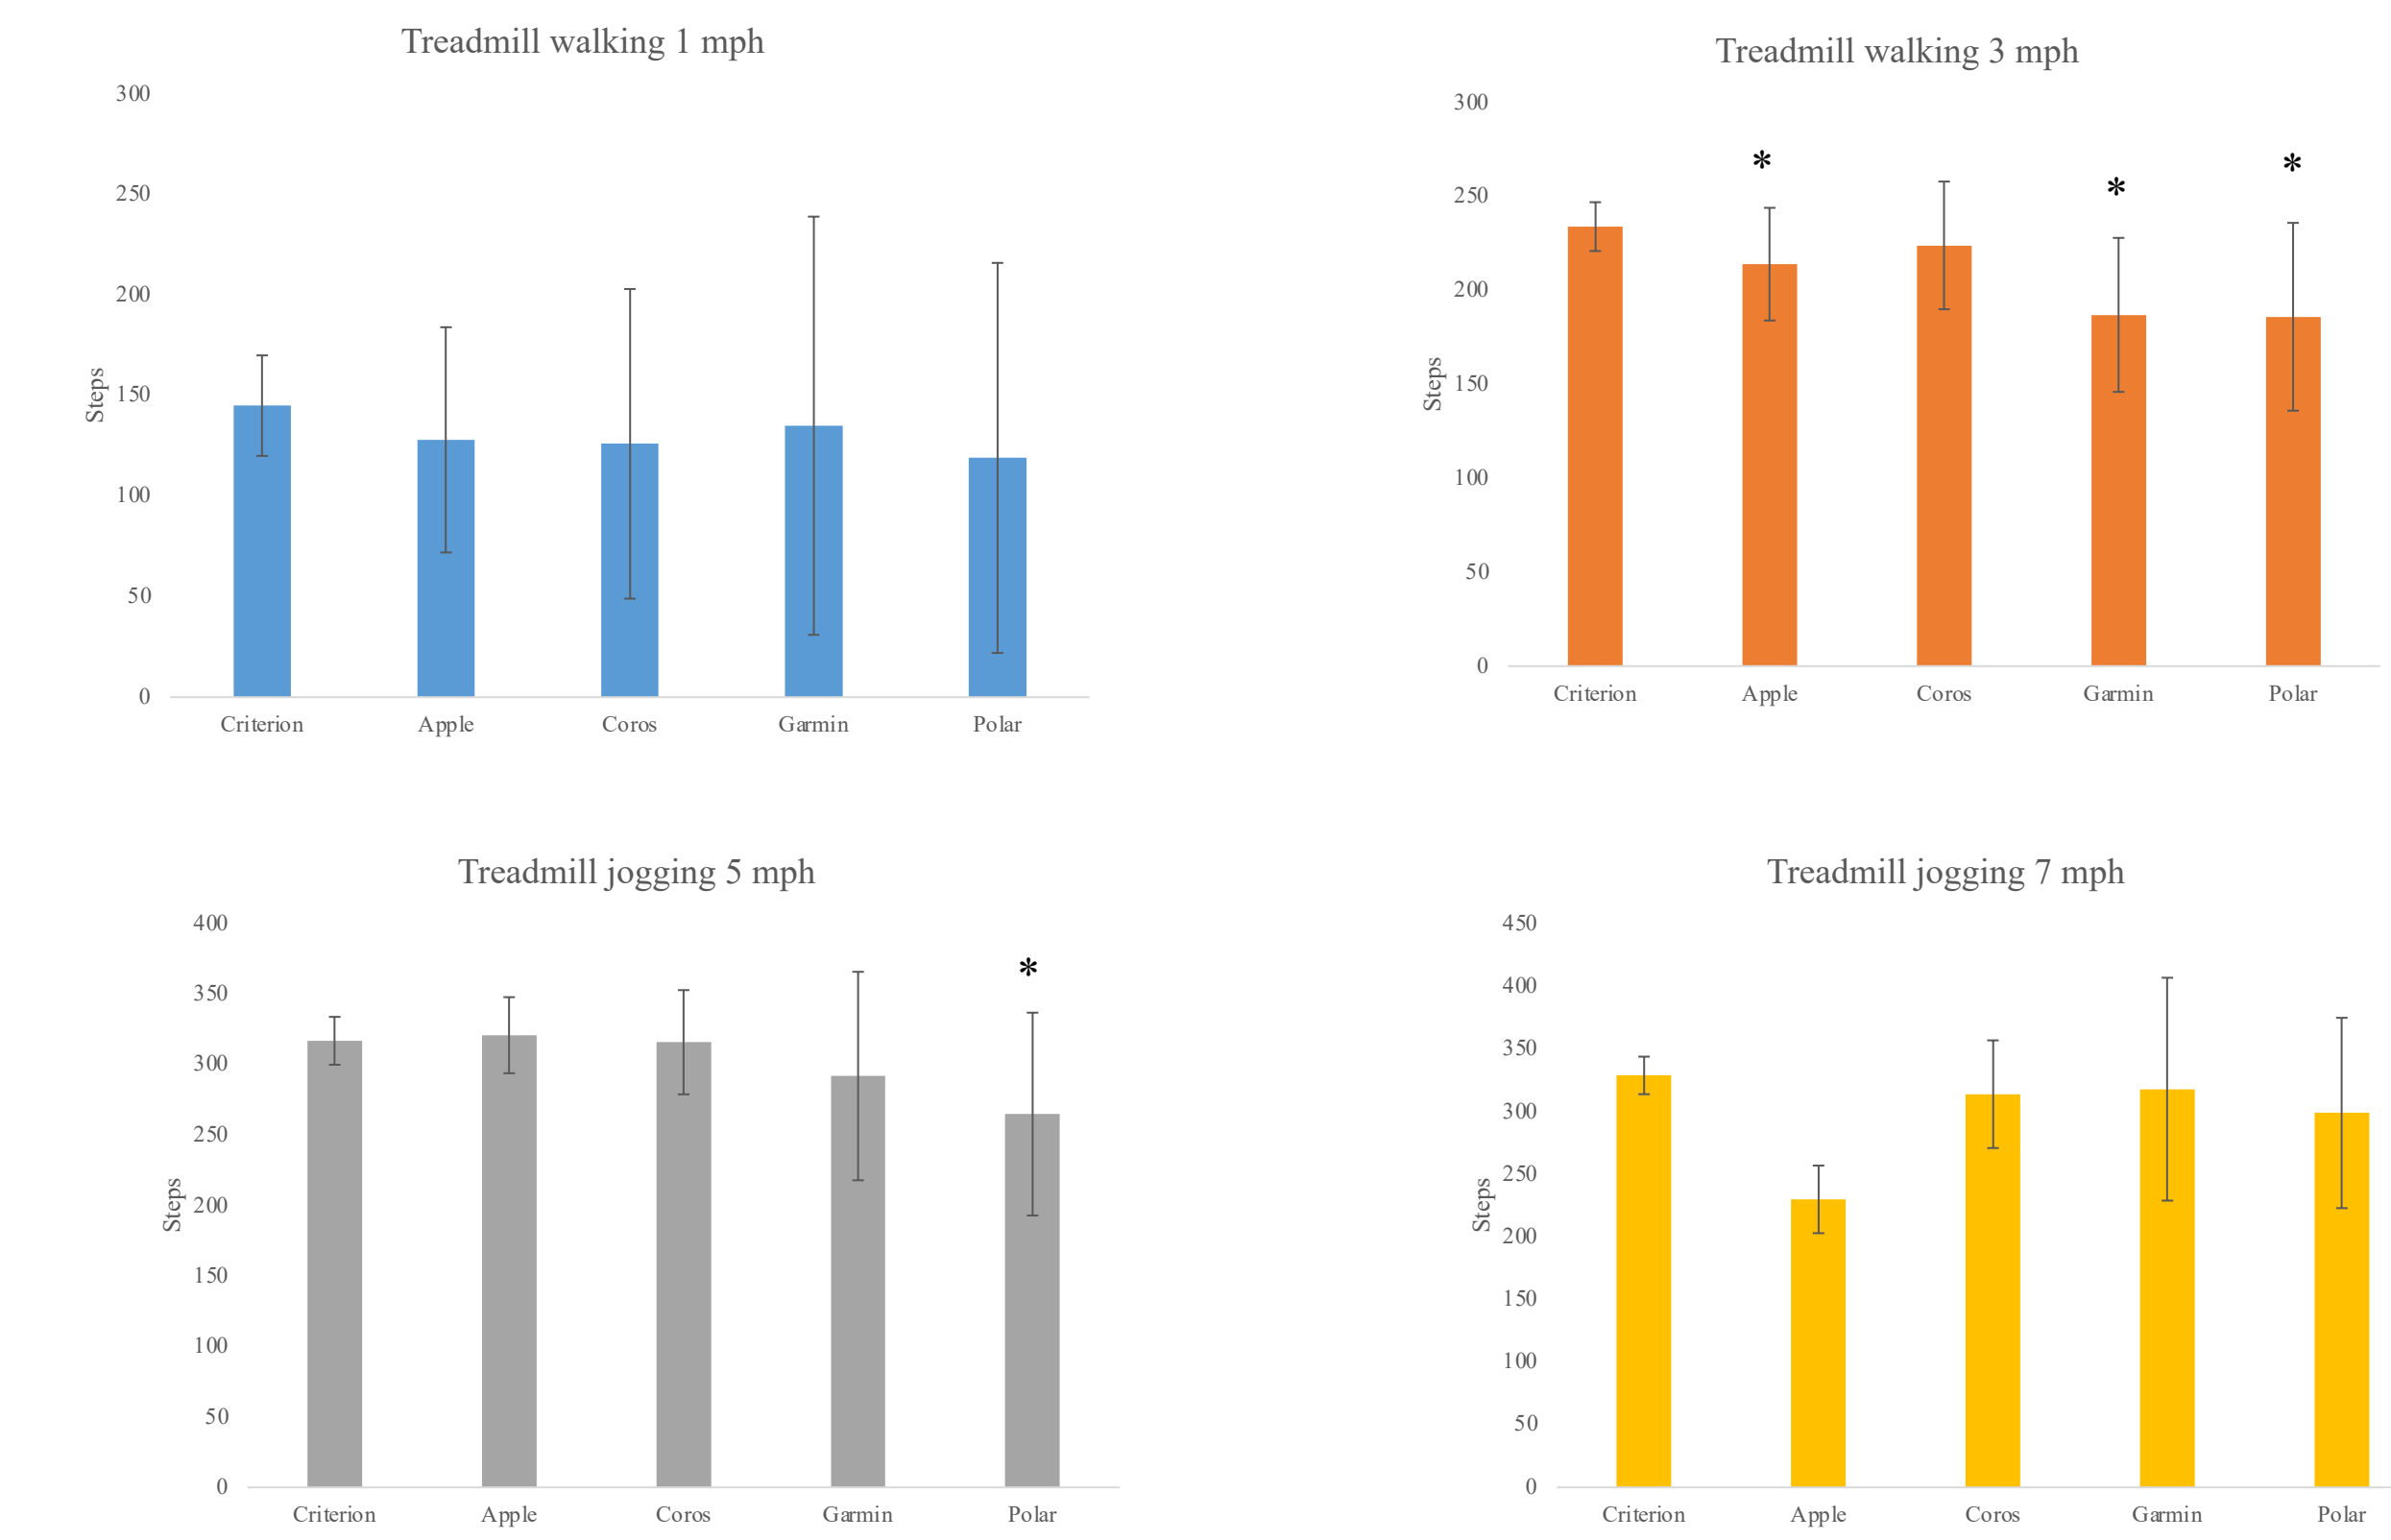 Treadmill walking 1 mph
300
250
200
150
100
50
0
Steps
Criterion Apple Coros Garmin Polar
Treadmill walking 3 mph
300
250
200
150
100
50
0
Steps
* * *
Criterion Apple Coros Garmin Polar
Treadmill jogging 5 mph
400
350
300
250
200
150
100
50
0
Steps
*
Criterion Apple Coros Garmin Polar
Treadmill jogging 7 mph
450
400
350
300
250
200
150
100
50
0
Steps
Criterion Apple Coros Garmin Polar